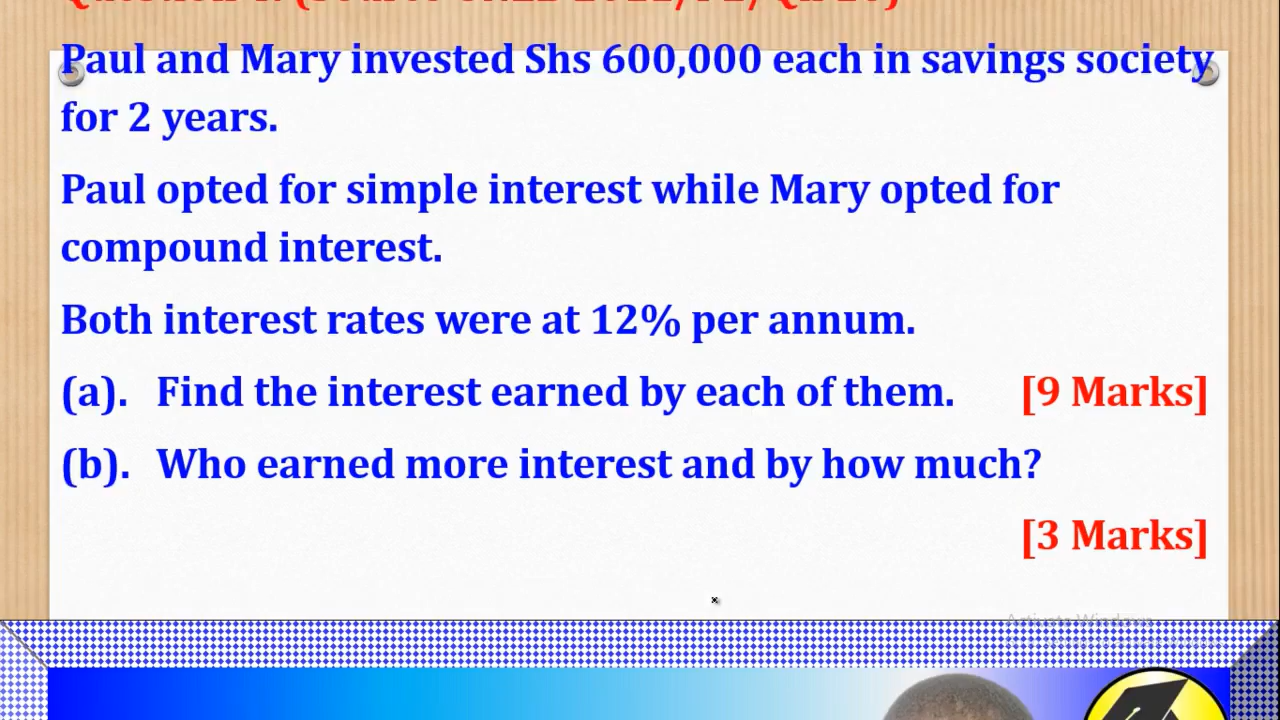 Paul and Mary invested Shs 600,000 each in savings society
for 2 years.
Paul opted for simple interest while Mary opted for
compound interest.
Both interest rates were at 12% per annum.
(a). Find the interest earned by each of them. [9 Marks]
(b). Who earned more interest and by how much?
[3 Marks]